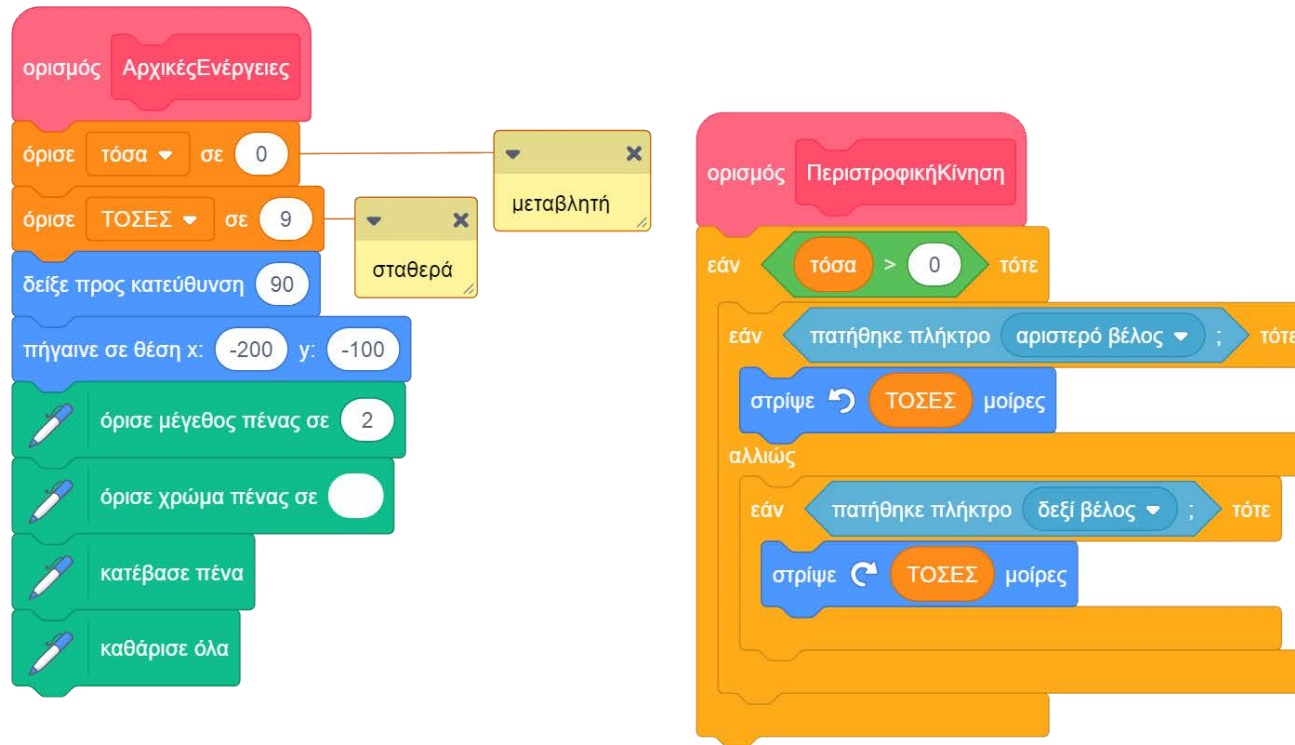 ορισμός ΑρχικέςΕνέργειες
όρισε τόσα σε 0
μεταβλητή
όρισε ΤΟΣΕΣ σε 9
σταθερά
δείξε προς κατεύθυνση 90
πήγαινε σε θέση x: -200 y: -100
όρισε μέγεθος πένας σε 2
όρισε χρώμα πένας σε
κατέβασε πένα
καθάρισε όλα
ορισμός ΠεριστροφικήΚίνηση
εάν τόσα > 0 τότε
εάν πατήθηκε πλήκτρο αριστερό βέλος ; τότε
στρίψε ΤΟΣΕΣ μοίρες
αλλιώς
εάν πατήθηκε πλήκτρο δεξί βέλος ; τότε
στρίψε ΤΟΣΕΣ μοίρες